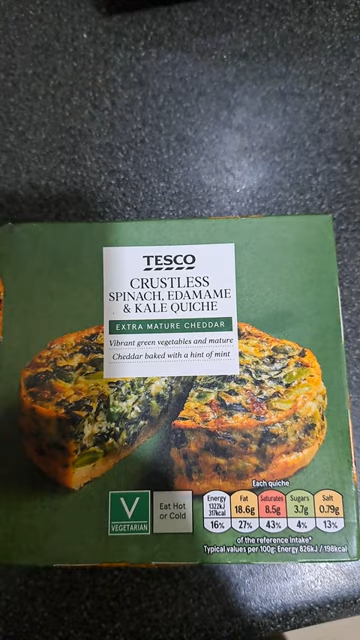 TESCO
CRUSTLESS
SPINACH, EDAMAME
& KALE QUICHE
EXTRA MATURE CHEDDAR
Vibrant green vegetables and mature
Cheddar baked with a hint of mint
V
VEGETARIAN
Eat Hot
or Cold
Each quiche
Energy Fat Saturates Sugars Salt
1322kJ 18.6g 8.5g 3.7g 0.79g
317kcal
16% 27% 43% 4% 13%
of the reference intake*
Typical values per 100g: Energy 826kJ / 198kcal